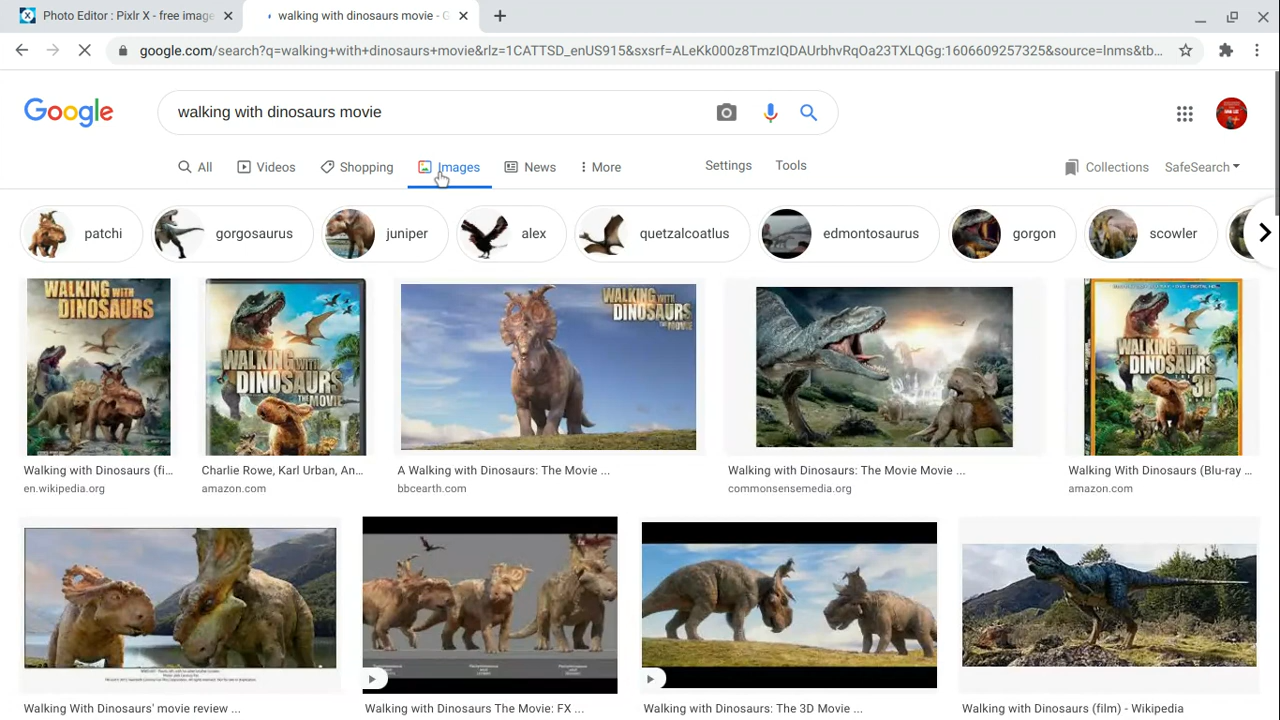 Photo Editor : Pixlr X - free image
walking with dinosaurs movie - G
google.com/search?q=walking+with+dinosaurs+movie&rlz=1CATTSD_enUS915&sxsrf=ALeKk000z8TmzIQDAUrbhvRqOa23TXLQGg:1606609257325&source=lnms&tb...
Google
walking with dinosaurs movie
All
Videos
Shopping
Images
News
More
Settings
Tools
Collections
SafeSearch
patchi
gorgosaurus
juniper
alex
quetzalcoatlus
edmontosaurus
gorgon
scowler
WALKING WITH
DINOSAURS
WALKING WITH
DINOSAURS
THE MOVIE
WALKING WITH
DINOSAURS
THE MOVIE
WALKING WITH
DINOSAURS
3D
Walking with Dinosaurs (fi...
en.wikipedia.org
Charlie Rowe, Karl Urban, An...
amazon.com
A Walking with Dinosaurs: The Movie ...
bbcearth.com
Walking with Dinosaurs: The Movie Movie ...
commonsensemedia.org
Walking With Dinosaurs (Blu-ray ...
amazon.com
Walking With Dinosaurs' movie review ...
Walking with Dinosaurs The Movie: FX ...
Walking with Dinosaurs: The 3D Movie ...
Walking with Dinosaurs (film) - Wikipedia